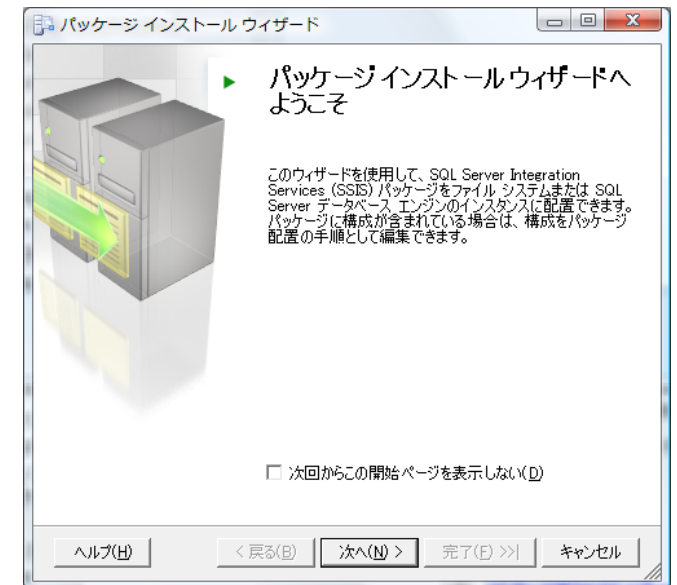 パッケージ インストール ウィザード
パッケージ インストール ウィザードへ
ようこそ
このウィザードを使用して、SQL Server Integration
Services (SSIS) パッケージをファイル システムまたは SQL
Server データベース エンジンのインスタンスに配置できます。
パッケージに構成が含まれている場合は、構成をパッケージ
配置の手順として編集できます。
次回からこの開始ページを表示しない(D)
ヘルプ(H)
< 戻る(B)
次へ(N) >
完了(F) >>|
キャンセル